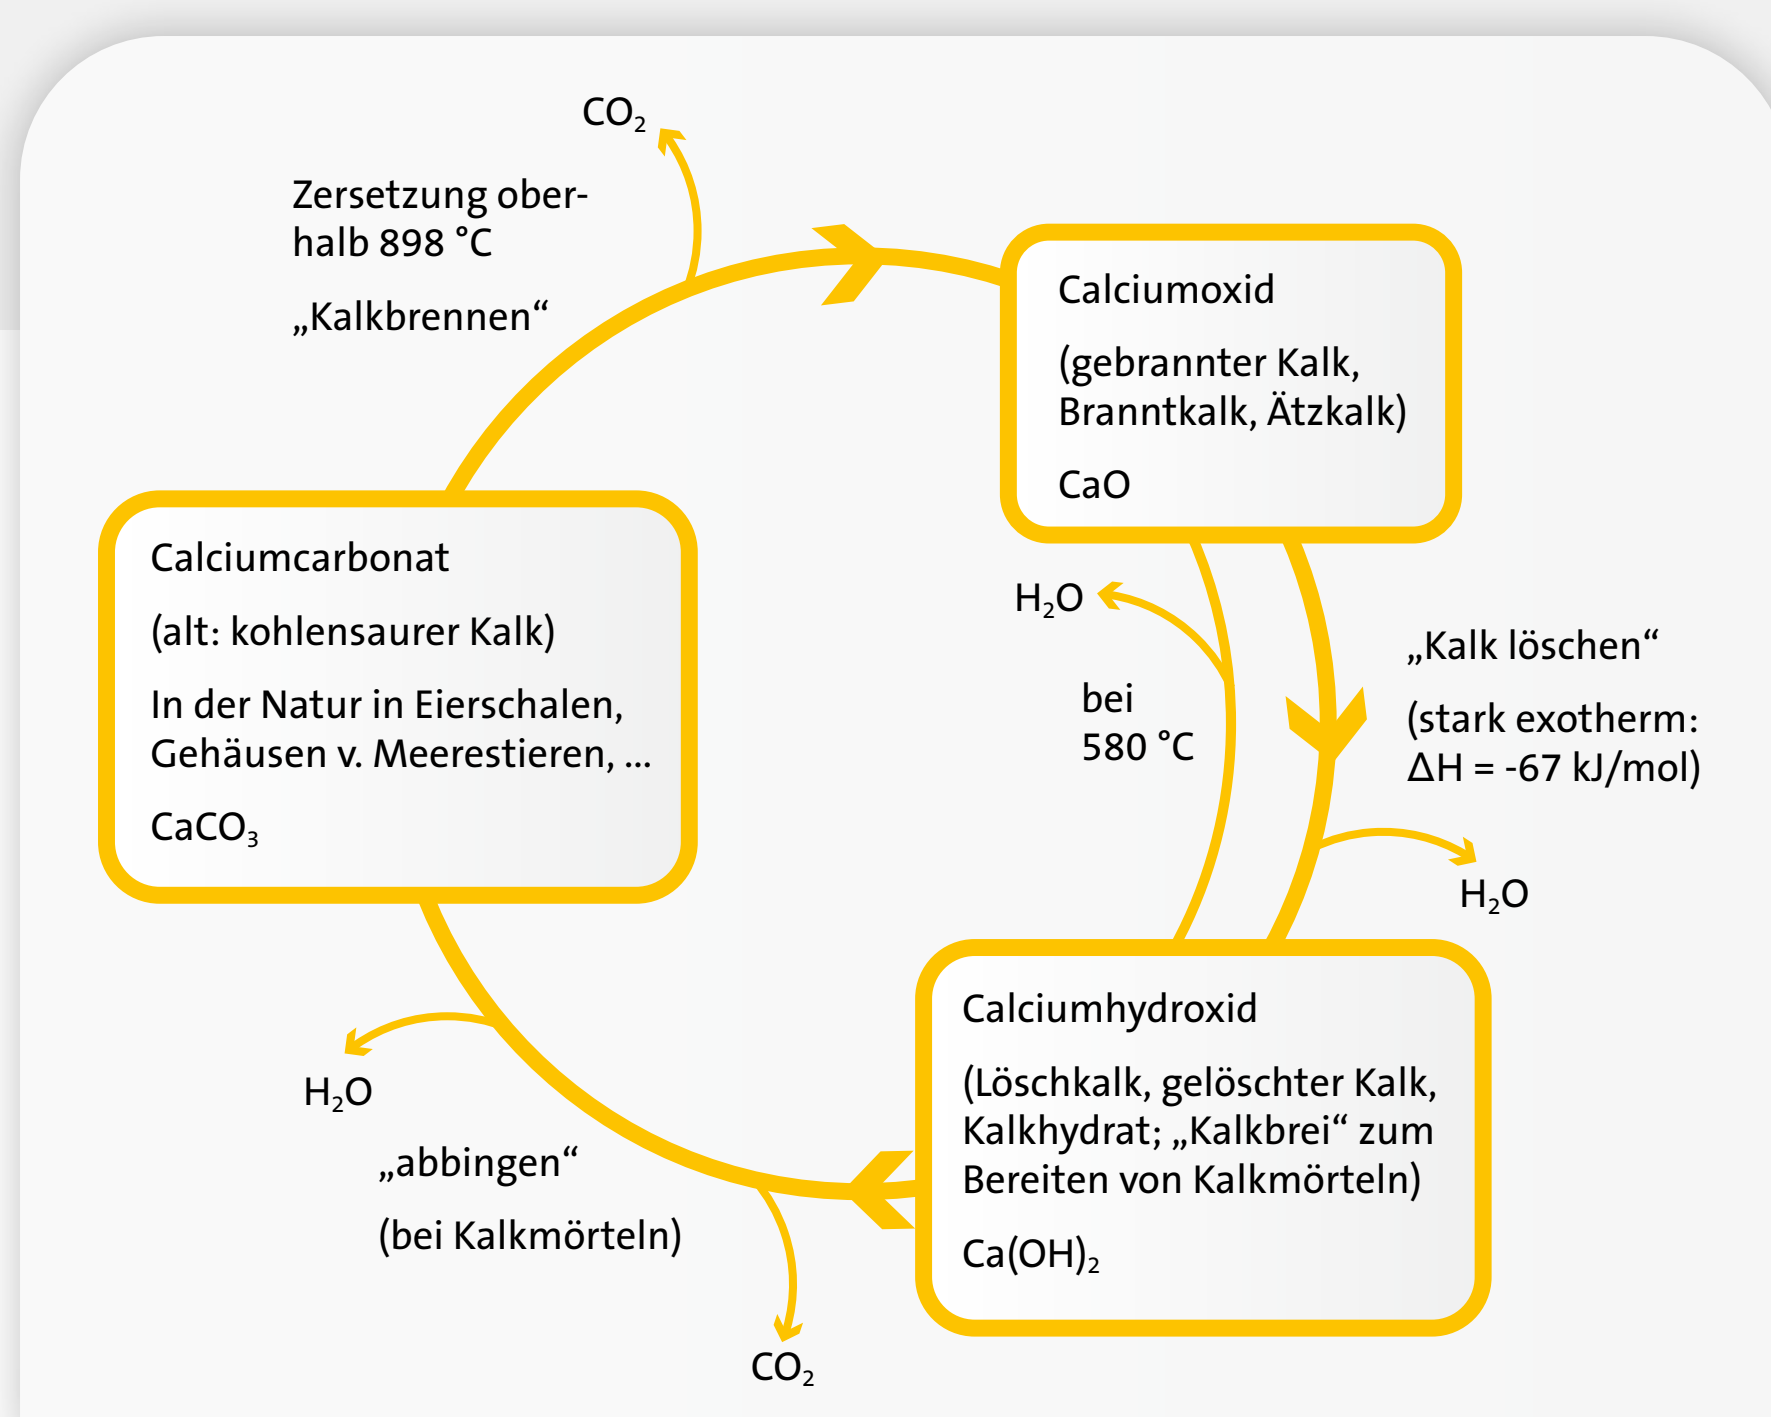 CO₂
Zersetzung ober-
halb 898 °C
„Kalkbrennen“
Calciumoxid
(gebrannter Kalk,
Branntkalk, Ätzkalk)
CaO
Calciumcarbonat
(alt: kohlensaurer Kalk)
In der Natur in Eierschalen,
Gehäusen v. Meerestieren, ...
CaCO₃
H₂O
bei
580 °C
„Kalk löschen“
(stark exotherm:
ΔH = -67 kJ/mol)
H₂O
Calciumhydroxid
(Löschkalk, gelöschter Kalk,
Kalkhydrat; „Kalkbrei“ zum
Bereiten von Kalkmörteln)
Ca(OH)₂
H₂O
„abbingen“
(bei Kalkmörteln)
CO₂